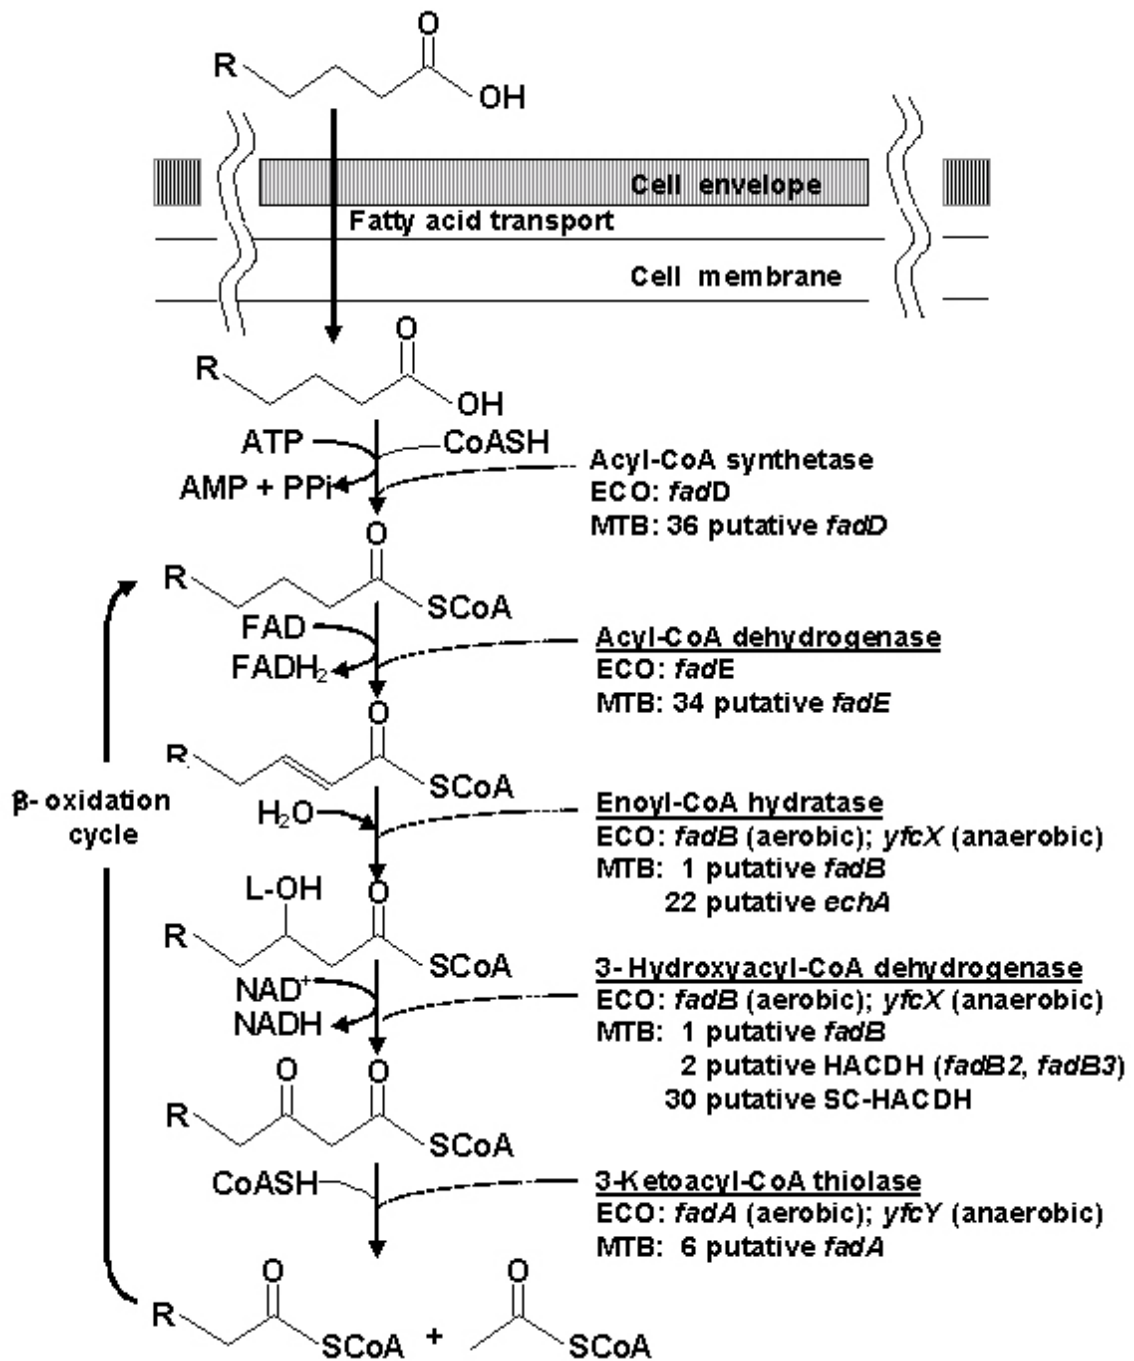 O
R
OH
Cell envelope
Fatty acid transport
Cell membrane
O
R
OH
ATP
CoASH
AMP + PPi
Acyl-CoA synthetase
ECO: fadD
MTB: 36 putative fadD
O
R
SCoA
FAD
FADH2
Acyl-CoA dehydrogenase
ECO: fadE
MTB: 34 putative fadE
O
R
SCoA
β-oxidation
cycle
H2O
Enoyl-CoA hydratase
ECO: fadB (aerobic); yfcX (anaerobic)
MTB: 1 putative fadB
22 putative echA
L-OH
O
R
SCoA
NAD+
NADH
3-Hydroxyacyl-CoA dehydrogenase
ECO: fadB (aerobic); yfcX (anaerobic)
MTB: 1 putative fadB
2 putative HACDH (fadB2, fadB3)
30 putative SC-HACDH
O O
R
SCoA
CoASH
3-Ketoacyl-CoA thiolase
ECO: fadA (aerobic); yfcY (anaerobic)
MTB: 6 putative fadA
O O
R
SCoA + SCoA